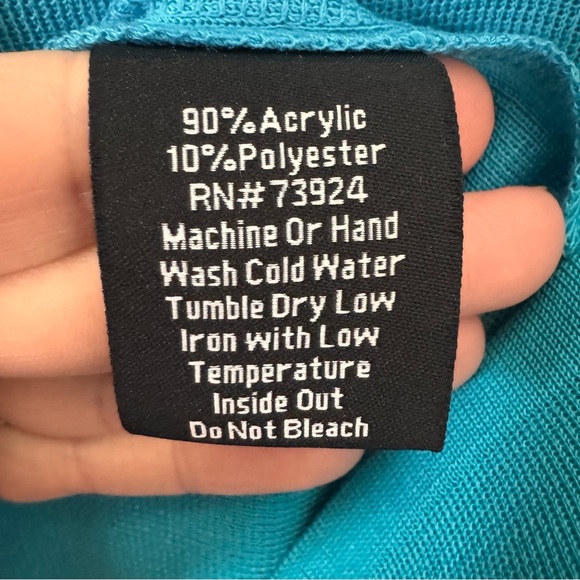 90%Acrylic
10%Polyester
RN#73924
Machine Or Hand
Wash Cold Water
Tumble Dry Low
Iron with Low
Temperature
Inside Out
Do Not Bleach